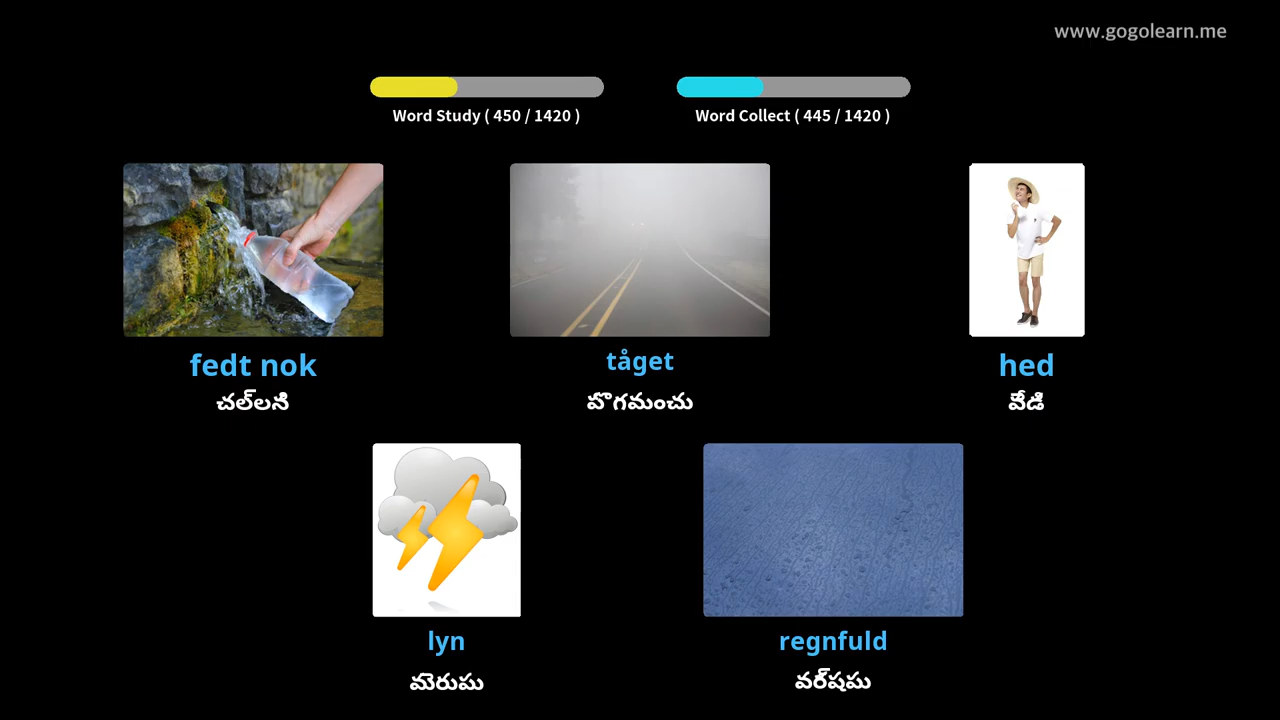 www.gogolearn.me
Word Study ( 450 / 1420 )
Word Collect ( 445 / 1420 )
fedt nok
చల్లని
tåget
పొగమంచు
hed
వేడి
lyn
మెరుపు
regnfuld
వర్షపు